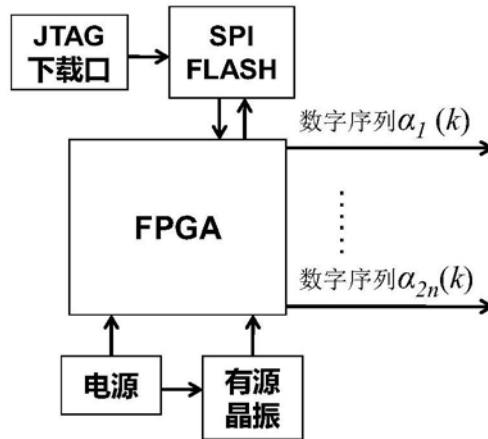 JTAG
下载口
SPI
FLASH
数字序列α₁(k)
FPGA
数字序列α₂ₙ(k)
电源
有源
晶振